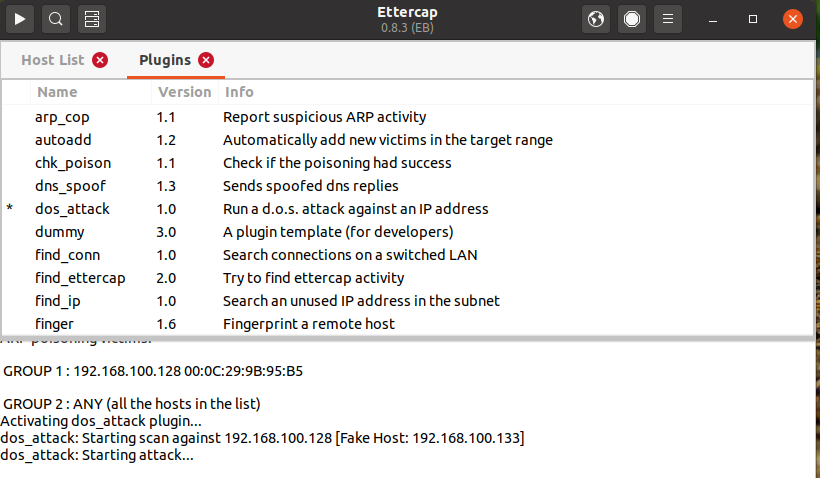 Ettercap
0.8.3 (EB)
Host List Plugins
Name Version Info
arp_cop 1.1 Report suspicious ARP activity
autoadd 1.2 Automatically add new victims in the target range
chk_poison 1.1 Check if the poisoning had success
dns_spoof 1.3 Sends spoofed dns replies
* dos_attack 1.0 Run a d.o.s. attack against an IP address
dummy 3.0 A plugin template (for developers)
find_conn 1.0 Search connections on a switched LAN
find_ettercap 2.0 Try to find ettercap activity
find_ip 1.0 Search an unused IP address in the subnet
finger 1.6 Fingerprint a remote host
ARP poisoning victims:
GROUP 1 : 192.168.100.128 00:0C:29:9B:95:B5
GROUP 2 : ANY (all the hosts in the list)
Activating dos_attack plugin...
dos_attack: Starting scan against 192.168.100.128 [Fake Host: 192.168.100.133]
dos_attack: Starting attack...